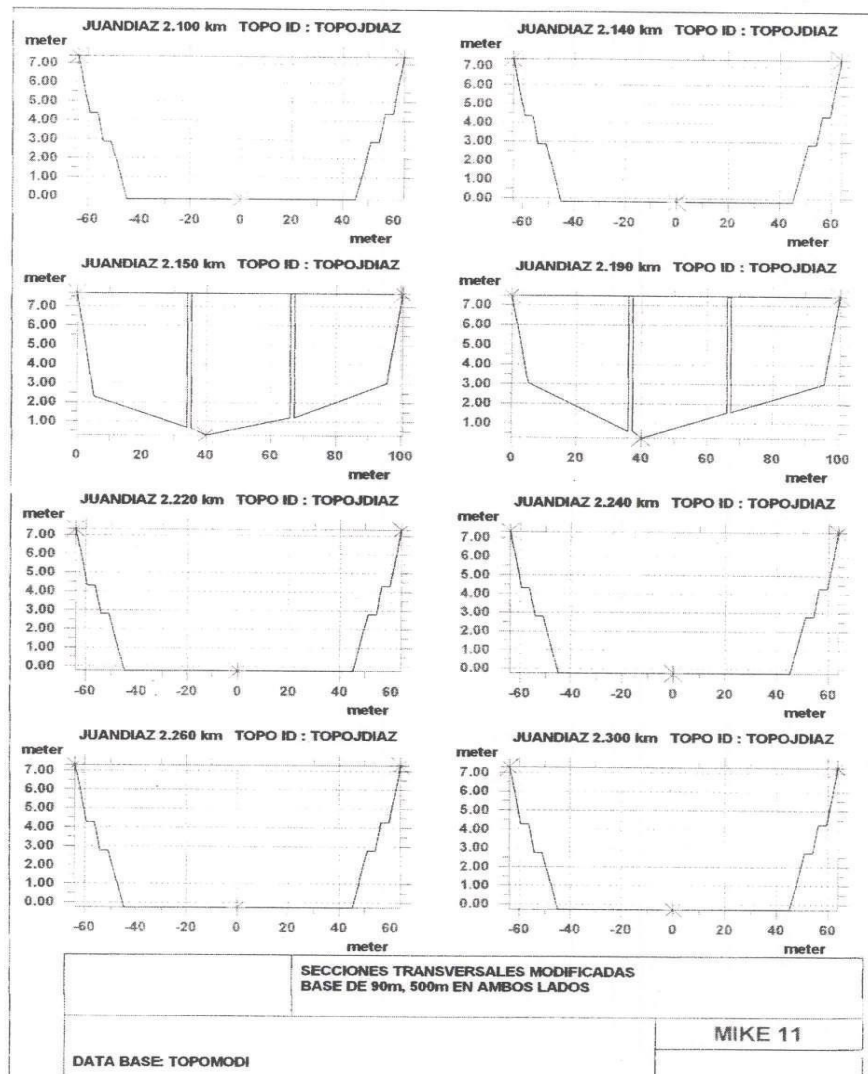 JUANDIAZ 2.100 km TOPO ID : TOPOJDIAZ
meter
7.00
6.00
5.00
4.00
3.00
2.00
1.00
0.00
-60 -40 -20 0 20 40 60
meter
JUANDIAZ 2.140 km TOPO ID : TOPOJDIAZ
meter
7.00
6.00
5.00
4.00
3.00
2.00
1.00
0.00
-60 -40 -20 0 20 40 60
meter
JUANDIAZ 2.150 km TOPO ID : TOPOJDIAZ
meter
7.00
6.00
5.00
4.00
3.00
2.00
1.00
0 20 40 60 80 100
meter
JUANDIAZ 2.190 km TOPO ID : TOPOJDIAZ
meter
7.00
6.00
5.00
4.00
3.00
2.00
1.00
0 20 40 60 80 100
meter
JUANDIAZ 2.220 km TOPO ID : TOPOJDIAZ
meter
7.00
6.00
5.00
4.00
3.00
2.00
1.00
0.00
-60 -40 -20 0 20 40 60
meter
JUANDIAZ 2.240 km TOPO ID : TOPOJDIAZ
meter
7.00
6.00
5.00
4.00
3.00
2.00
1.00
0.00
-60 -40 -20 0 20 40 60
meter
JUANDIAZ 2.260 km TOPO ID : TOPOJDIAZ
meter
7.00
6.00
5.00
4.00
3.00
2.00
1.00
0.00
-60 -40 -20 0 20 40 60
meter
JUANDIAZ 2.300 km TOPO ID : TOPOJDIAZ
meter
7.00
6.00
5.00
4.00
3.00
2.00
1.00
0.00
-60 -40 -20 0 20 40 60
meter
SECCIONES TRANSVERSALES MODIFICADAS
BASE DE 90m, 500m EN AMBOS LADOS
MIKE 11
DATA BASE: TOPOMODI